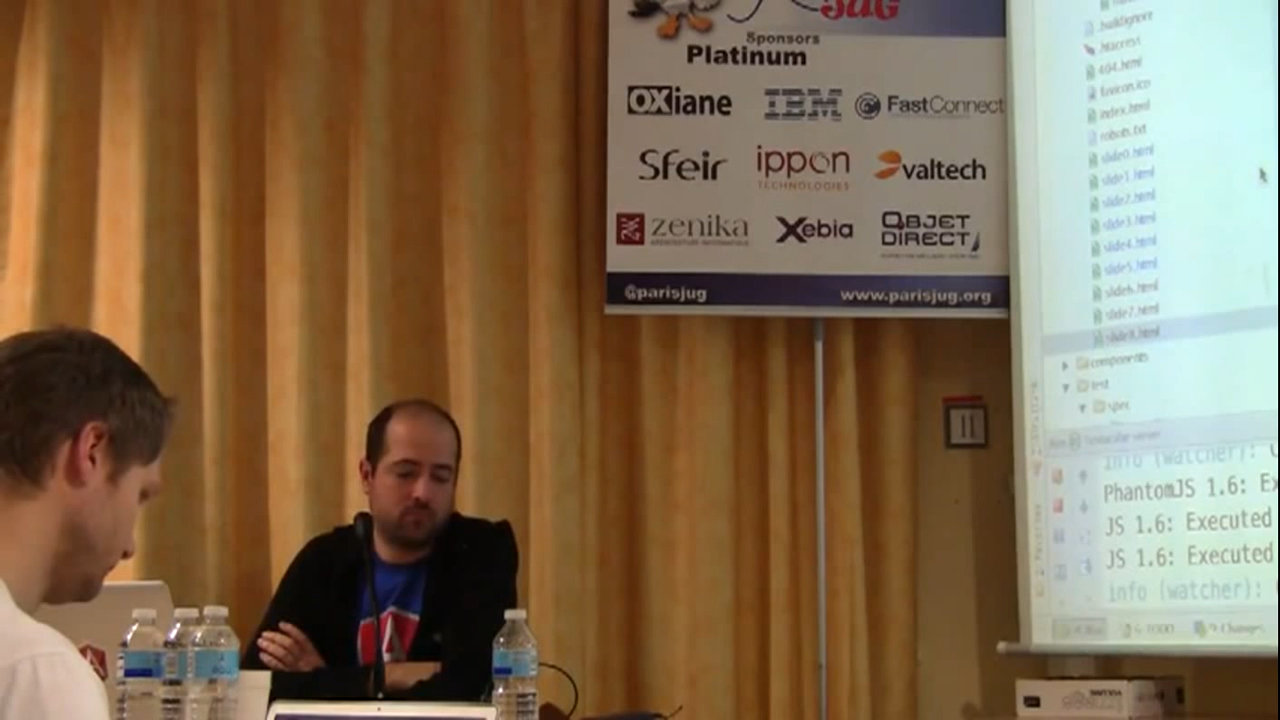 JUG
Sponsors
Platinum
OXiane IBM FastConnect
Sfeir ippon TECHNOLOGIES valtech
zenika Xebia OBJET DIRECT
@parisjug www.parisjug.org
.buildignore
.htaccess
404.html
favicon.ico
index.html
robots.txt
slide0.html
slide1.html
slide2.html
slide3.html
slide4.html
slide5.html
slide6.html
slide7.html
slide8.html
components
test
spec
info (watcher):
PhantomJS 1.6: Ex
JS 1.6: Executed
JS 1.6: Executed
info (watcher):
A